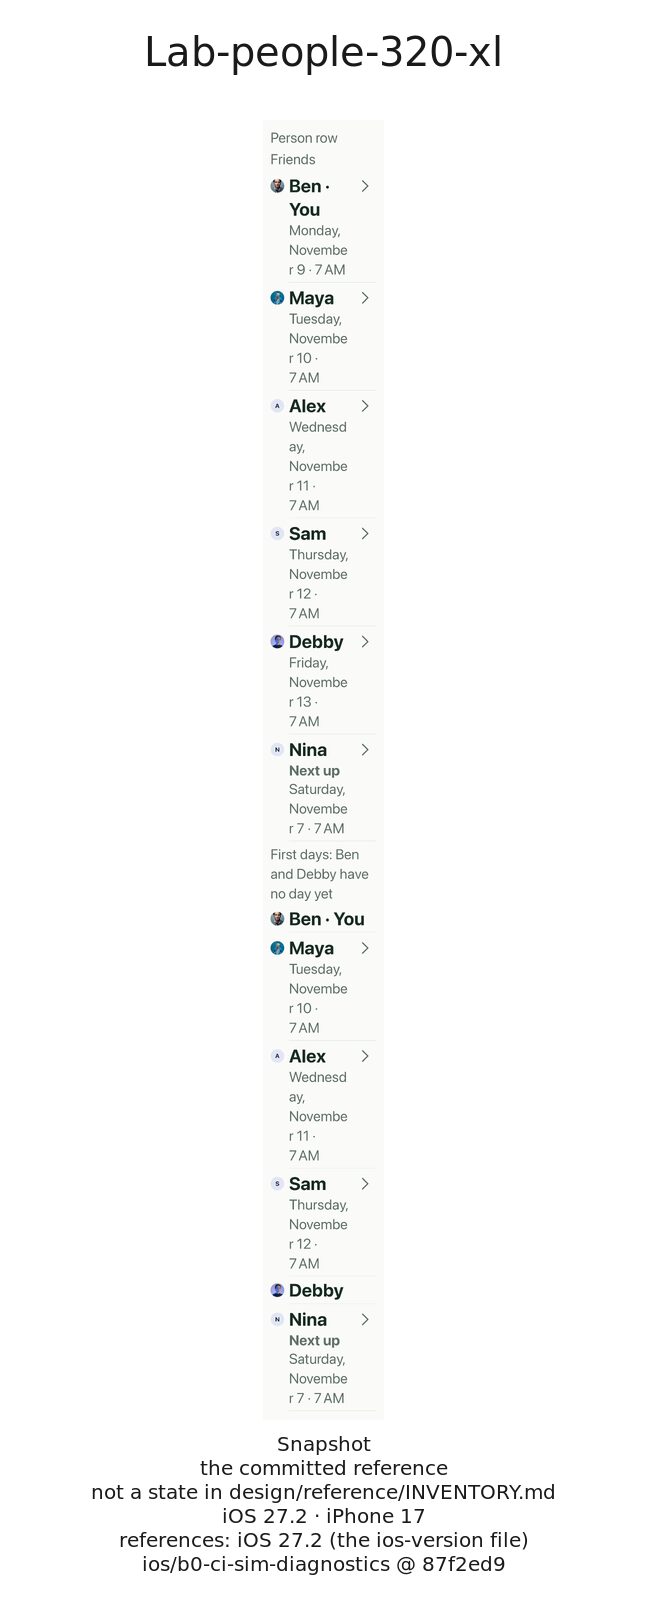 Lab-people-320-xl
Person row
Friends
Ben ·
You
Monday,
Novembe
r 9 · 7 AM
Maya
Tuesday,
Novembe
r 10 ·
7 AM
A
Alex
Wednesd
ay,
Novembe
r 11 ·
7 AM
S
Sam
Thursday,
Novembe
r 12 ·
7 AM
Debby
Friday,
Novembe
r 13 ·
7 AM
N
Nina
Next up
Saturday,
Novembe
r 7 · 7 AM
First days: Ben
and Debby have
no day yet
Ben · You
Maya
Tuesday,
Novembe
r 10 ·
7 AM
A
Alex
Wednesd
ay,
Novembe
r 11 ·
7 AM
S
Sam
Thursday,
Novembe
r 12 ·
7 AM
Debby
N
Nina
Next up
Saturday,
Novembe
r 7 · 7 AM
Snapshot
the committed reference
not a state in design/reference/INVENTORY.md
iOS 27.2 · iPhone 17
references: iOS 27.2 (the ios-version file)
ios/b0-ci-sim-diagnostics @ 87f2ed9